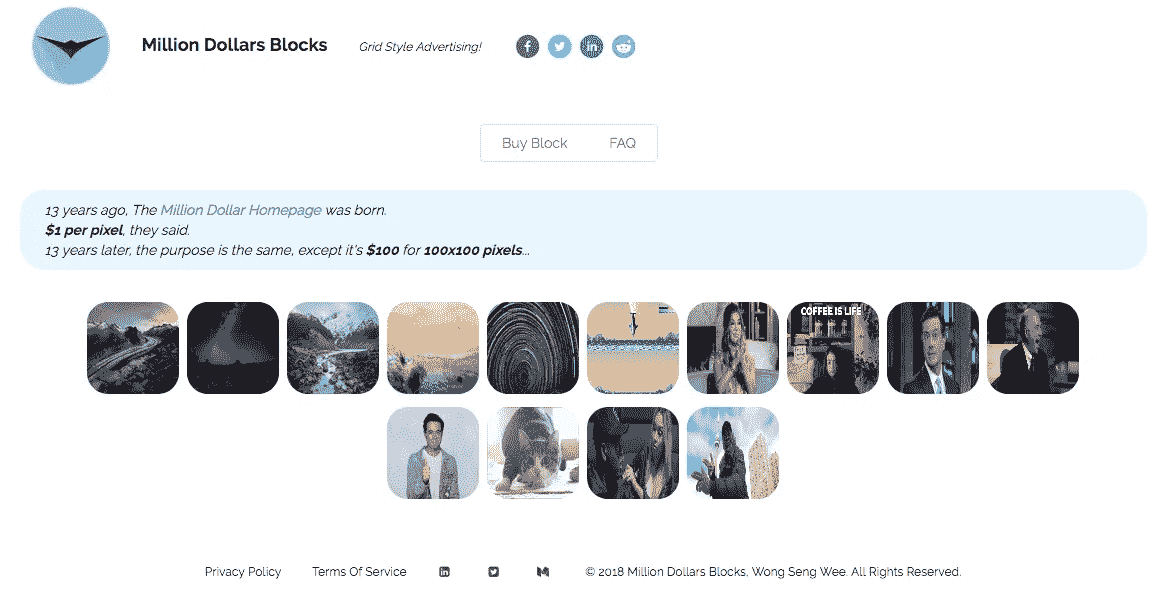 Million Dollars Blocks
Grid Style Advertising!
Buy Block
FAQ
13 years ago, The Million Dollar Homepage was born.
$1 per pixel, they said.
13 years later, the purpose is the same, except it's $100 for 100x100 pixels...
COFFEE IS LIFE
Privacy Policy
Terms Of Service
© 2018 Million Dollars Blocks, Wong Seng Wee. All Rights Reserved.